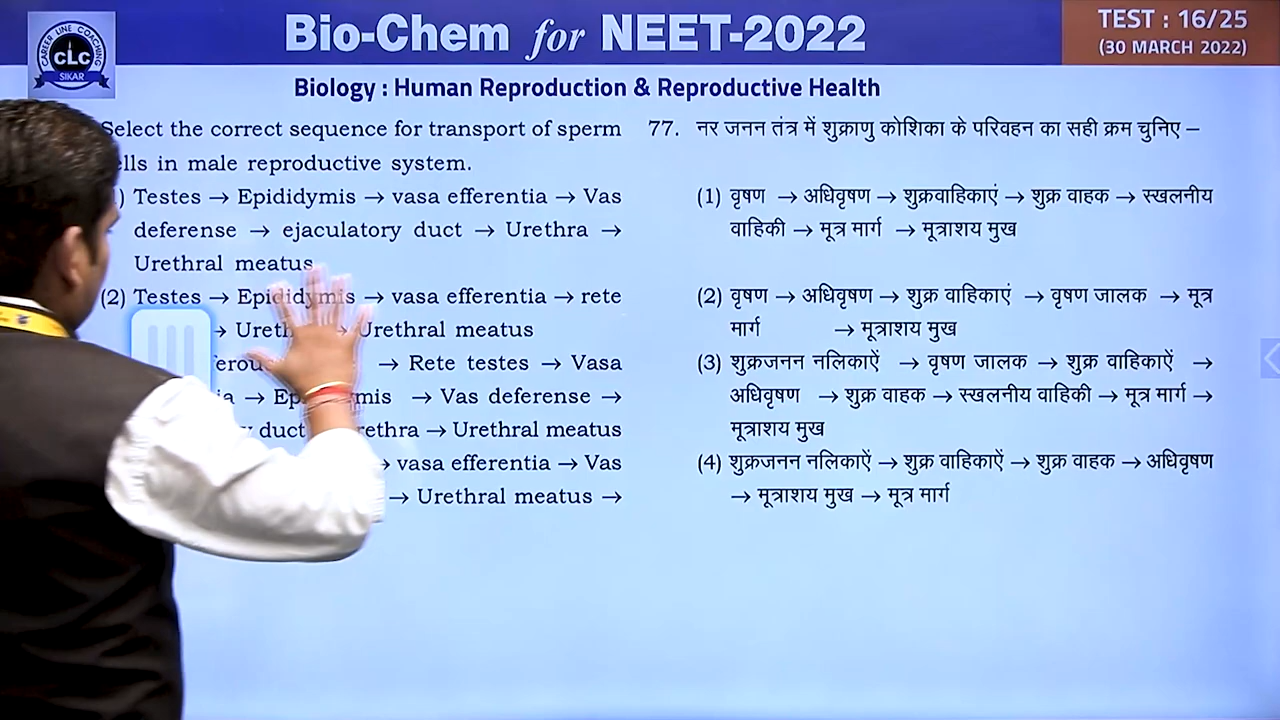 Bio-Chem for NEET-2022
TEST : 16/25
(30 MARCH 2022)
CAREER LINE COACHING
CLC
SIKAR
Biology : Human Reproduction & Reproductive Health
Select the correct sequence for transport of sperm
in male reproductive system.
Testes → Epididymis → vasa efferentia → Vas
deferense → ejaculatory duct → Urethra →
Urethral meatus
(2) Testes → Epididymis → vasa efferentia → rete
→ → Urethral meatus
→ Rete testes → Vasa
→ → Vas deferense →
duct → Urethral meatus
→ vasa efferentia → Vas
→ Urethral meatus →
77. नर जनन तंत्र में शुक्राणु कोशिका के परिवहन का सही क्रम चुनिए –
(1) वृषण → अधिवृषण → शुक्रवाहिकाएं → शुक्र वाहक → स्खलनीय
वाहिकी → मूत्र मार्ग → मूत्राशय मुख
(2) वृषण → अधिवृषण → शुक्र वाहिकाएं → वृषण जालक → मूत्र
मार्ग → मूत्राशय मुख
(3) शुक्रजनन नलिकाऐं → वृषण जालक → शुक्र वाहिकाऐं →
अधिवृषण → शुक्र वाहक → स्खलनीय वाहिकी → मूत्र मार्ग →
मूत्राशय मुख
(4) शुक्रजनन नलिकाऐं → शुक्र वाहिकाऐं → शुक्र वाहक → अधिवृषण
→ मूत्राशय मुख → मूत्र मार्ग